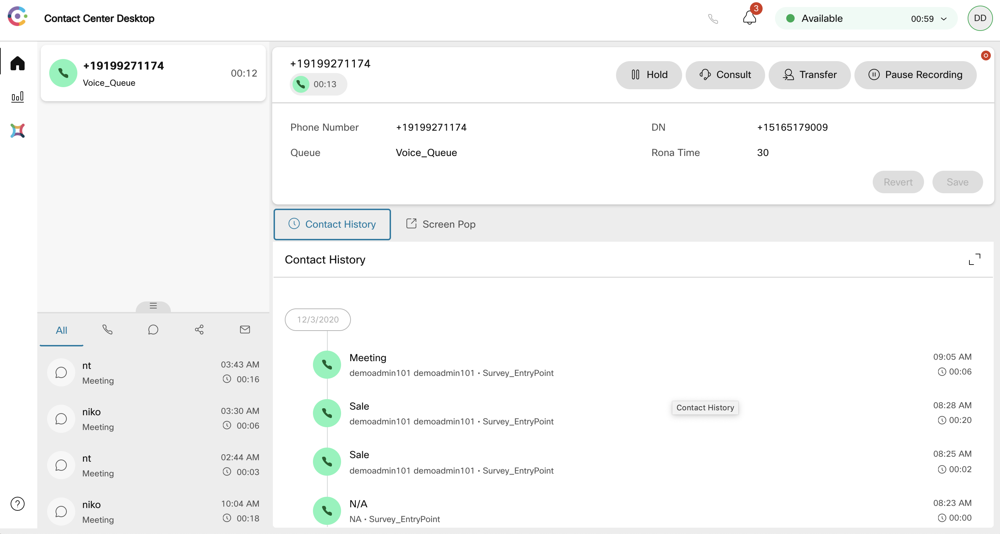 Contact Center Desktop
3
Available
00:59
DD
+19199271174
Voice_Queue
00:12
+19199271174
00:13
Hold
Consult
Transfer
Pause Recording
Phone Number
+19199271174
DN
+15165179009
Queue
Voice_Queue
Rona Time
30
Revert
Save
Contact History
Screen Pop
Contact History
12/3/2020
Meeting
09:05 AM
demoadmin101 demoadmin101 • Survey_EntryPoint
00:06
Sale
08:28 AM
demoadmin101 demoadmin101 • Survey_EntryPoint
00:20
Contact History
Sale
08:25 AM
demoadmin101 demoadmin101 • Survey_EntryPoint
00:02
N/A
08:23 AM
NA • Survey_EntryPoint
00:00
All
nt
03:43 AM
Meeting
00:16
niko
03:30 AM
Meeting
00:06
nt
02:44 AM
Meeting
00:03
niko
10:04 AM
Meeting
00:18
?